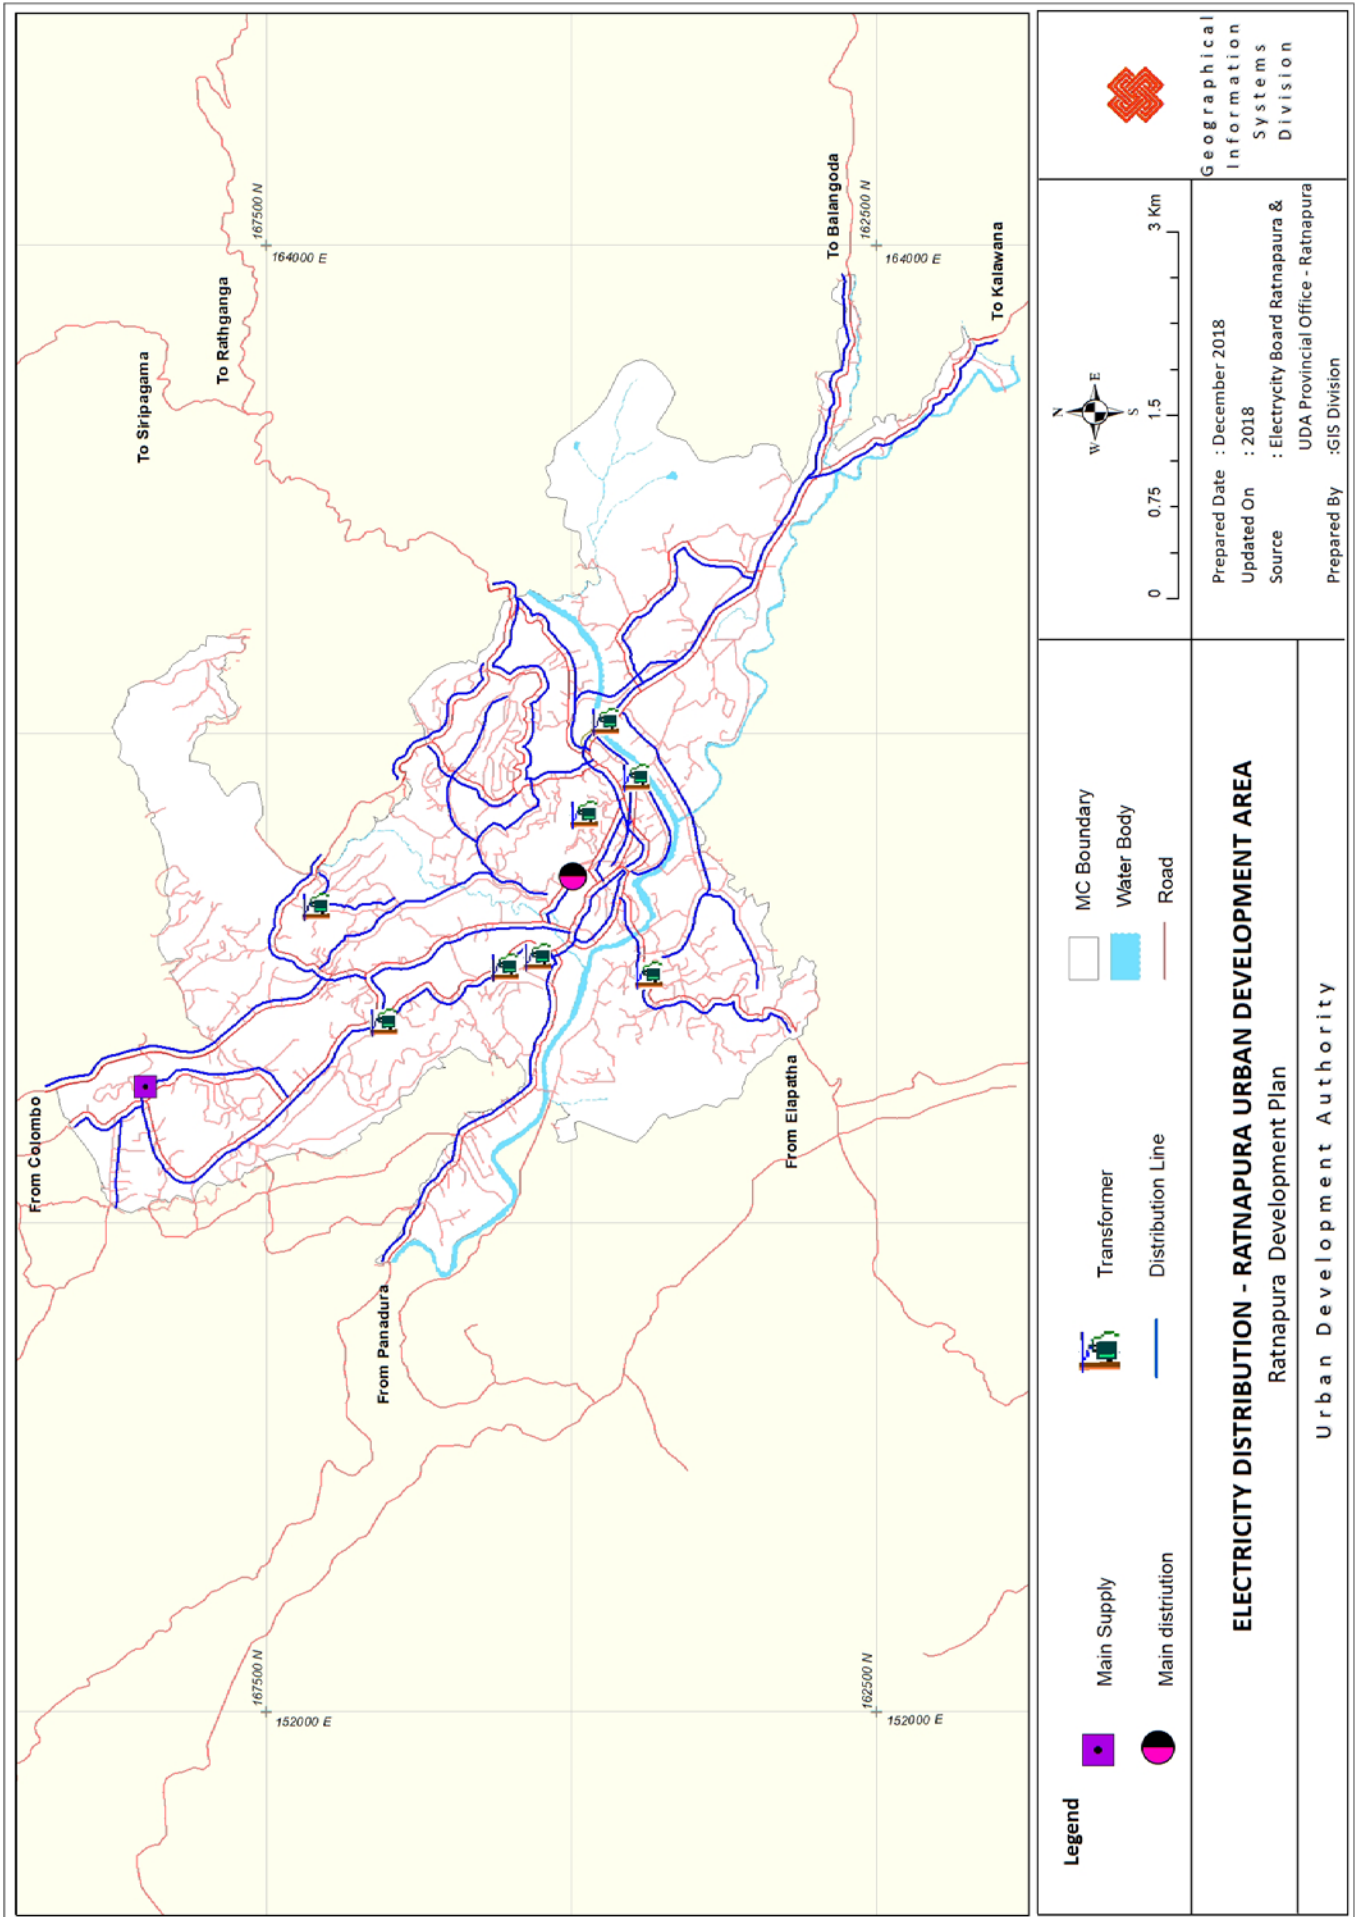 From Colombo
To Siripagama
To Rathganga
167500 N
164000 E
To Balangoda
162500 N
164000 E
To Kalawana
From Panadura
From Elapatha
167500 N
152000 E
162500 N
152000 E
Legend
Main Supply
Main distriution
Transformer
Distribution Line
MC Boundary
Water Body
Road
N
W
E
S
0
0.75
1.5
3 Km
Prepared Date : December 2018
Updated On : 2018
Source : Electrycity Board Ratnapaura &
UDA Provincial Office - Ratnapura
Prepared By :GIS Division
Geographical
Information
Systems
Division
ELECTRICITY DISTRIBUTION - RATNAPURA URBAN DEVELOPMENT AREA
Ratnapura Development Plan
Urban Development Authority